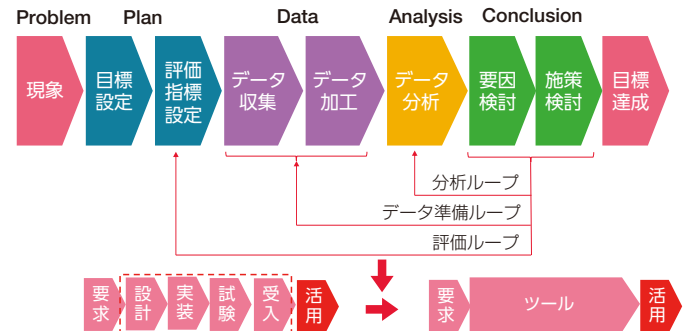 Problem Plan Data Analysis Conclusion
現象
目標
設定
評価
指標
設定
データ
収集
データ
加工
データ
分析
要因
検討
施策
検討
目標
達成
分析ループ
データ準備ループ
評価ループ
要求
設計
実装
試験
受入
活用
要求
ツール
活用